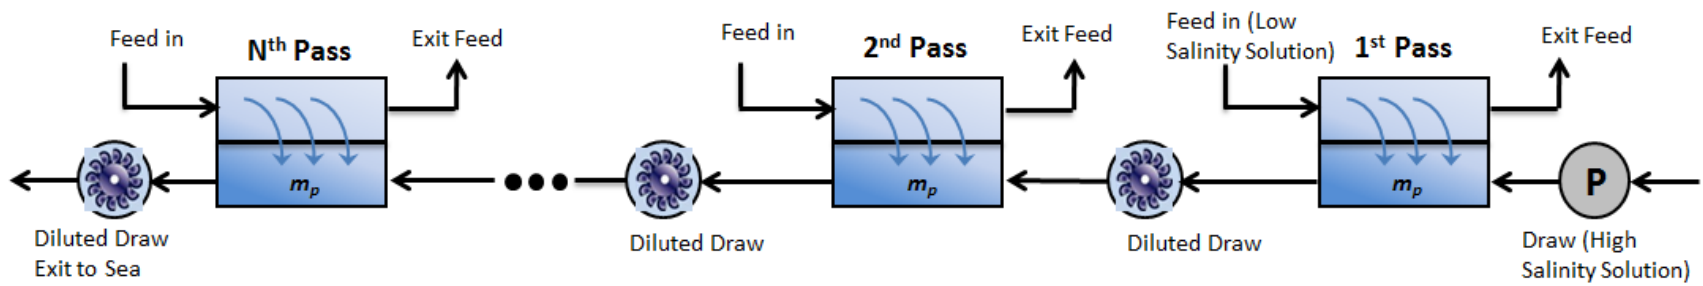 Feed in
Nᵗʰ Pass
Exit Feed
mₚ
Diluted Draw
Exit to Sea
Feed in
2ⁿᵈ Pass
Exit Feed
mₚ
Diluted Draw
Feed in (Low
Salinity Solution)
1ˢᵗ Pass
Exit Feed
mₚ
Diluted Draw
P
Draw (High
Salinity Solution)